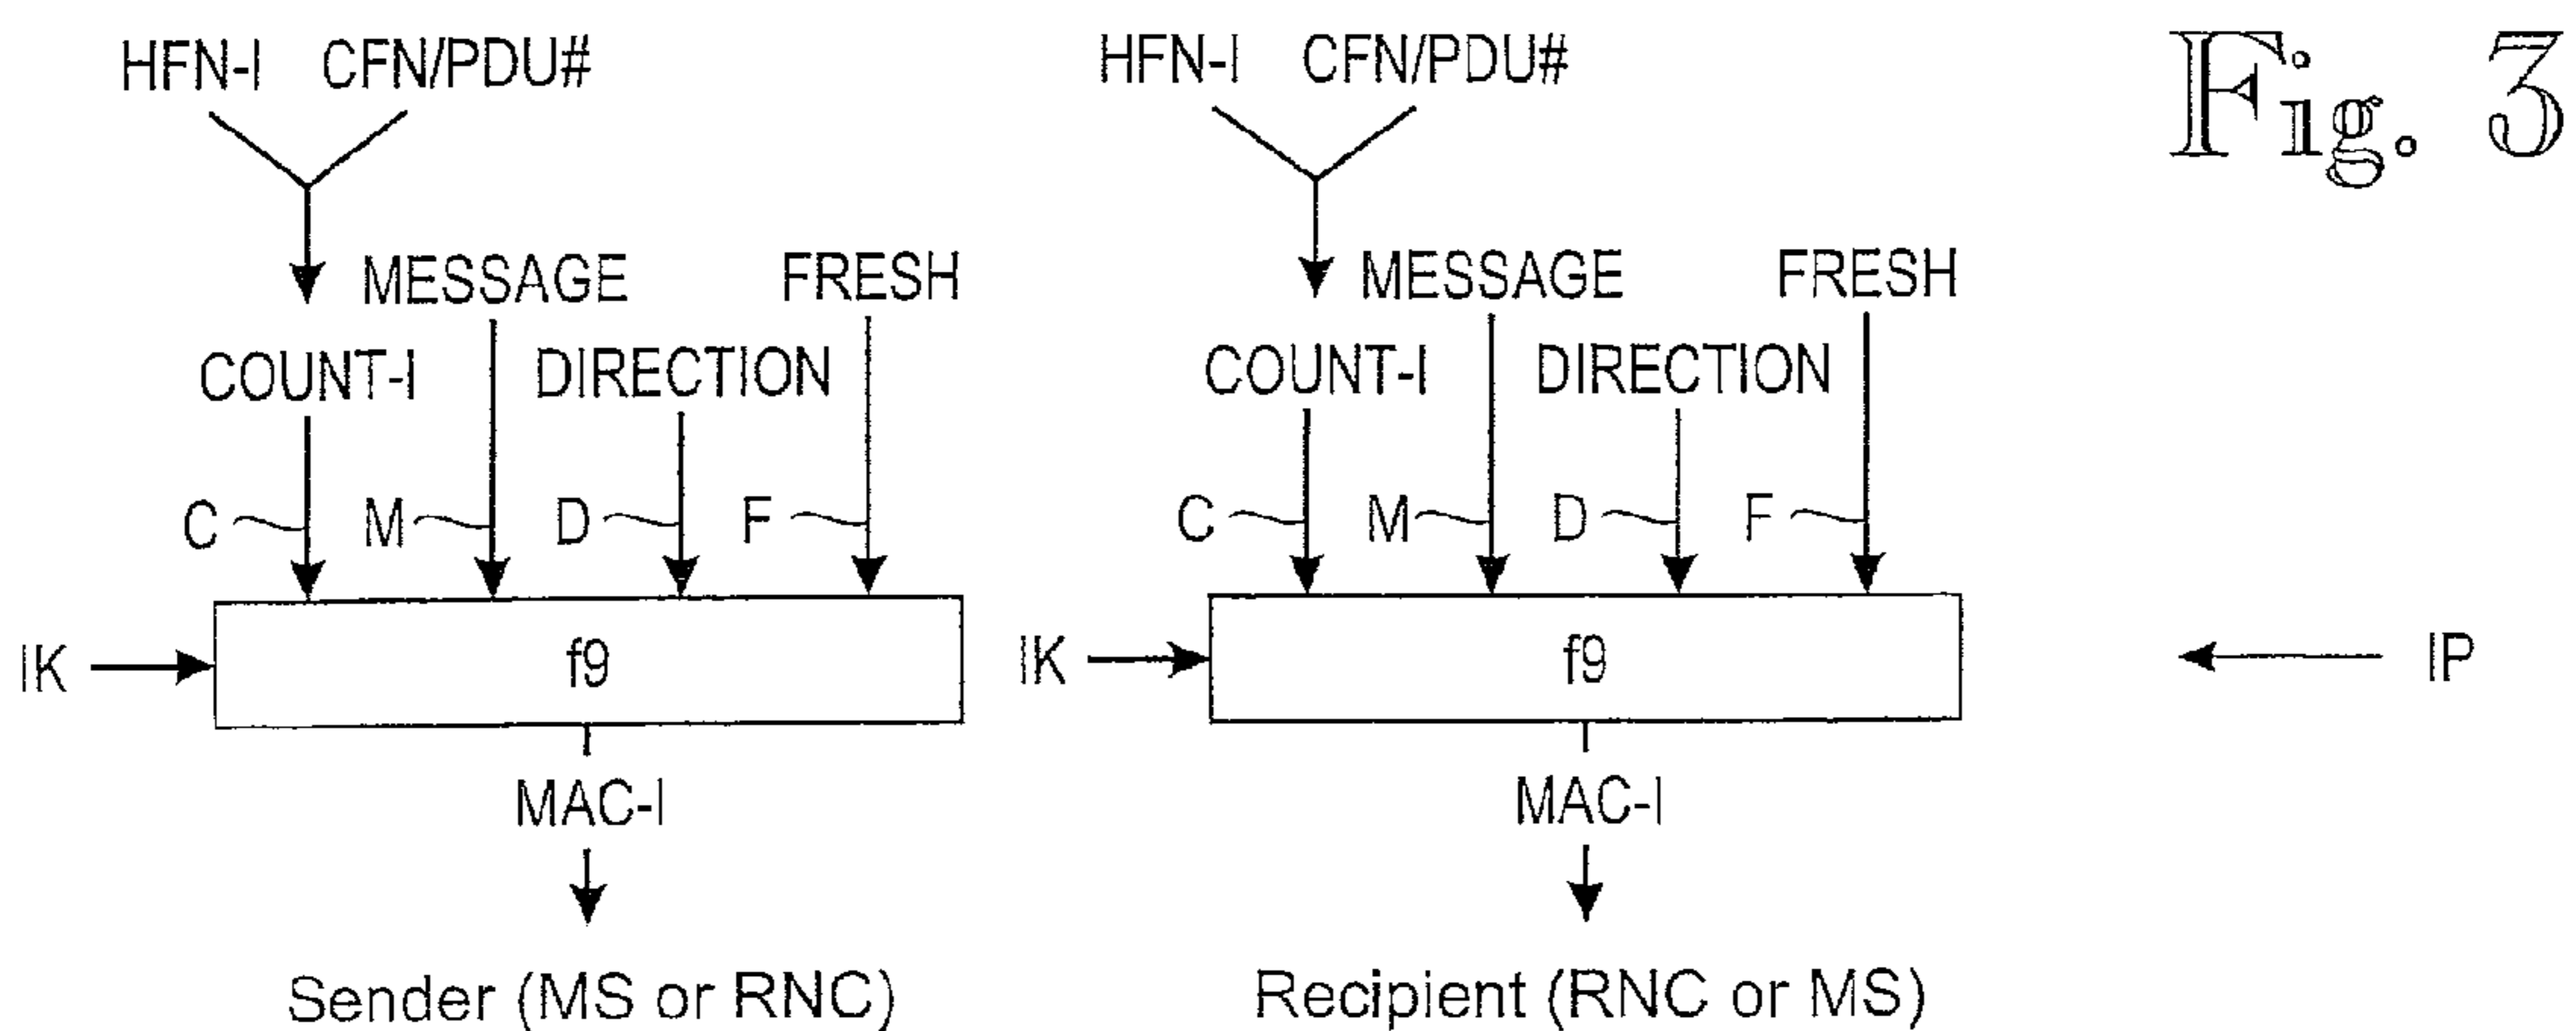 HFN-I CFN/PDU# HFN-I CFN/PDU# Fig. 3
MESSAGE FRESH MESSAGE FRESH
COUNT-I DIRECTION COUNT-I DIRECTION
C M D F C M D F
IK f9 IK f9 IP
MAC-I MAC-I
Sender (MS or RNC) Recipient (RNC or MS)